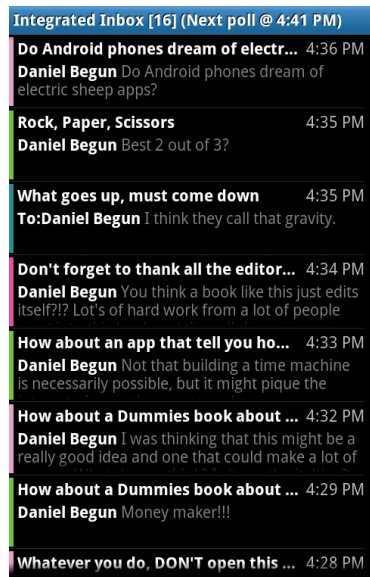 Integrated Inbox [16] (Next poll @ 4:41 PM)
Do Android phones dream of electr... 4:36 PM
Daniel Begun Do Android phones dream of
electric sheep apps?
Rock, Paper, Scissors 4:35 PM
Daniel Begun Best 2 out of 3?
What goes up, must come down 4:35 PM
To:Daniel Begun I think they call that gravity.
Don't forget to thank all the editor... 4:34 PM
Daniel Begun You think a book like this just edits
itself?!? Lot's of hard work from a lot of people
How about an app that tell you ho... 4:33 PM
Daniel Begun Not that building a time machine
is necessarily possible, but it might pique the
How about a Dummies book about ... 4:32 PM
Daniel Begun I was thinking that this might be a
really good idea and one that could make a lot of
How about a Dummies book about ... 4:29 PM
Daniel Begun Money maker!!!
Whatever you do, DON'T open this ... 4:28 PM